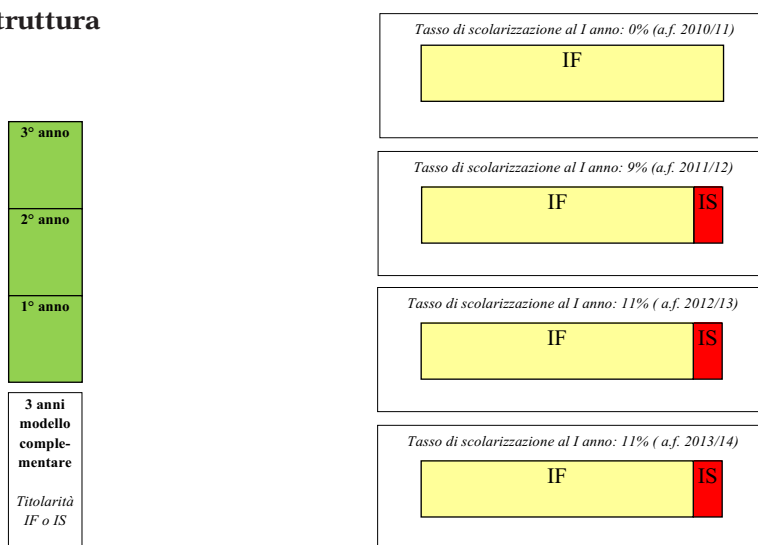 truttura
3° anno
2° anno
1° anno
3 anni
modello
comple-
mentare
Titolarità
IF o IS
Tasso di scolarizzazione al I anno: 0% (a.f. 2010/11)
IF
Tasso di scolarizzazione al I anno: 9% (a.f. 2011/12)
IF IS
Tasso di scolarizzazione al I anno: 11% ( a.f. 2012/13)
IF IS
Tasso di scolarizzazione al I anno: 11% ( a.f. 2013/14)
IF IS